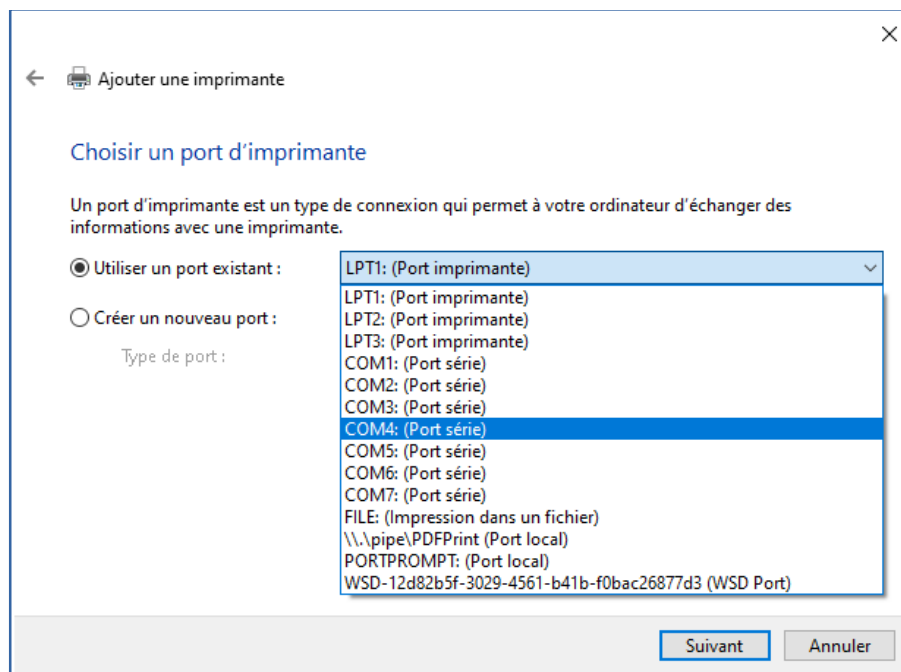 Ajouter une imprimante
Choisir un port d’imprimante
Un port d’imprimante est un type de connexion qui permet à votre ordinateur d’échanger des
informations avec une imprimante.
Utiliser un port existant : LPT1: (Port imprimante)
LPT1: (Port imprimante)
Créer un nouveau port : LPT2: (Port imprimante)
LPT3: (Port imprimante)
Type de port : COM1: (Port série)
COM2: (Port série)
COM3: (Port série)
COM4: (Port série)
COM5: (Port série)
COM6: (Port série)
COM7: (Port série)
FILE: (Impression dans un fichier)
\\.\pipe\PDFPrint (Port local)
PORTPROMPT: (Port local)
WSD-12d82b5f-3029-4561-b41b-f0bac26877d3 (WSD Port)
Suivant Annuler